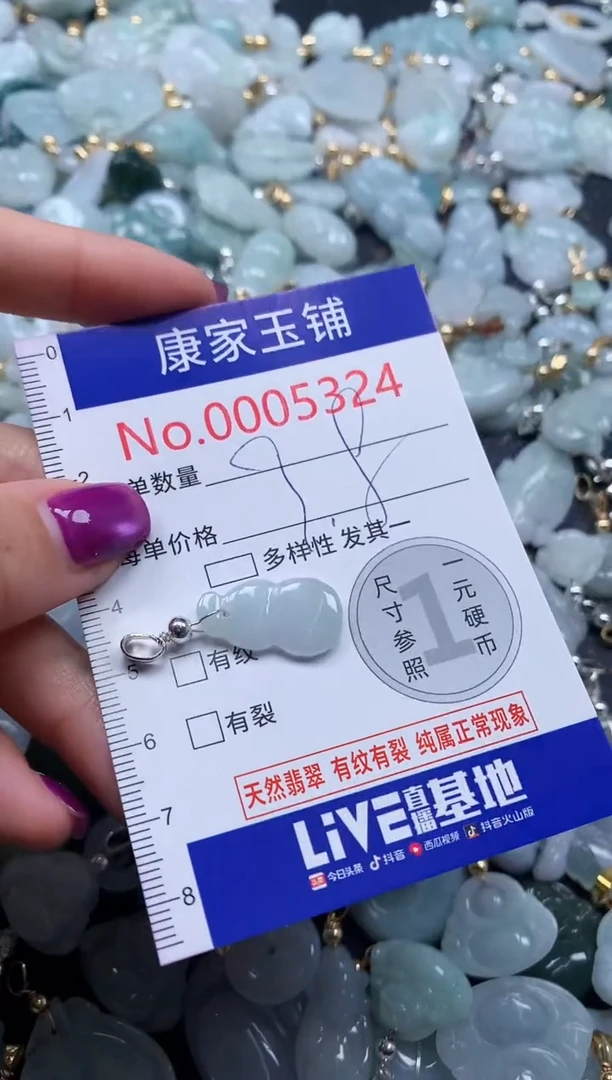 康家玉铺
No.0005324
单数量
每单价格
98
多样性 发其一
有纹
有裂
尺寸参照
1
一元硬币
天然翡翠 有纹有裂 纯属正常现象
LiVE直播基地
今日头条 抖音 西瓜视频 抖音火山版
0
1
2
4
5
6
7
8